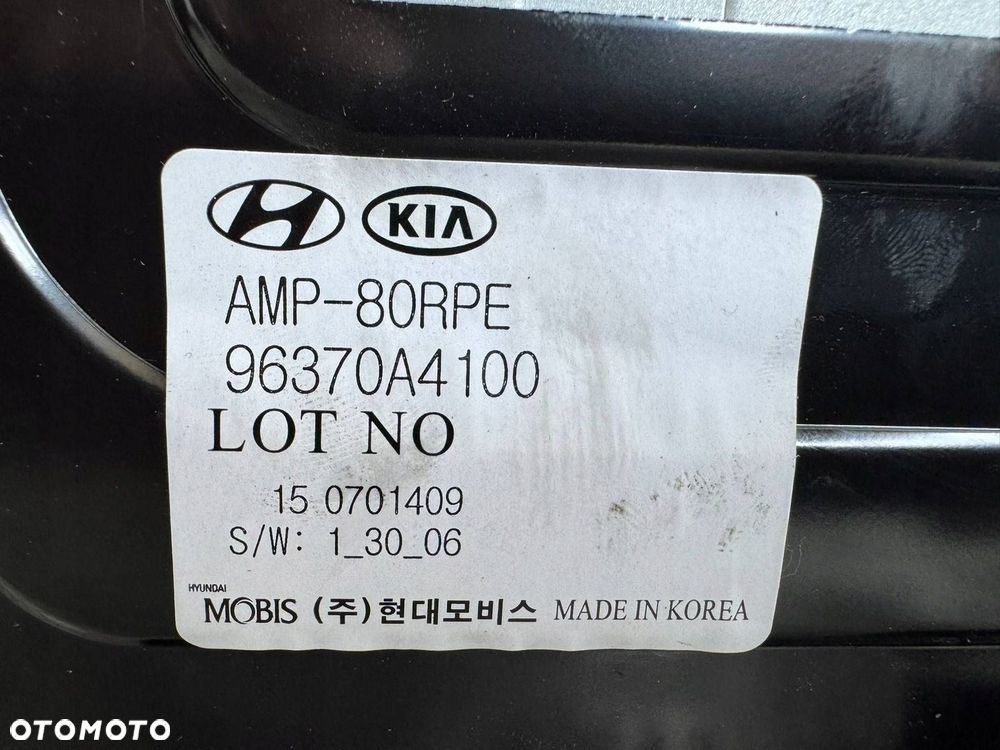 KIA
AMP-80RPE
96370A4100
LOT NO
15 0701409
S/W: 1_30_06
HYUNDAI
MOBIS (주)현대모비스 MADE IN KOREA
OTOMOTO